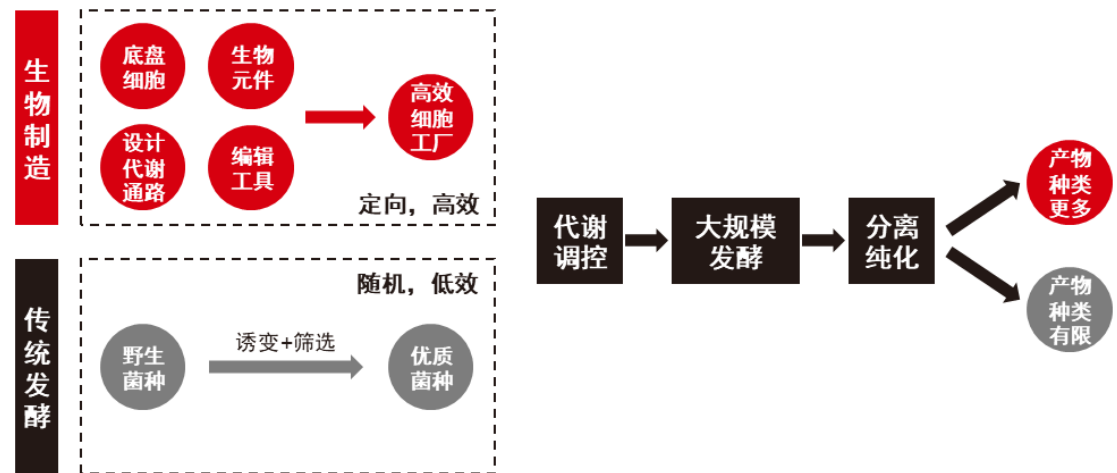 生物制造
底盘
细胞
生物
元件
设计
代谢
通路
编辑
工具
高效
细胞
工厂
定向，高效
传统发酵
随机，低效
野生
菌种
诱变+筛选
优质
菌种
代谢
调控
大规模
发酵
分离
纯化
产物
种类
更多
产物
种类
有限